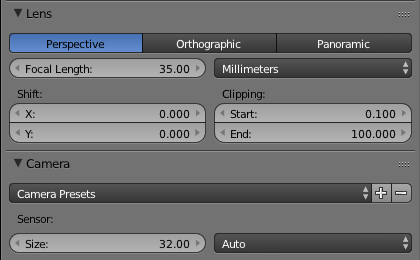 Lens
Perspective Orthographic Panoramic
Focal Length: 35.00 Millimeters
Shift: Clipping:
X: 0.000 Start: 0.100
Y: 0.000 End: 100.000
Camera
Camera Presets
Sensor:
Size: 32.00 Auto